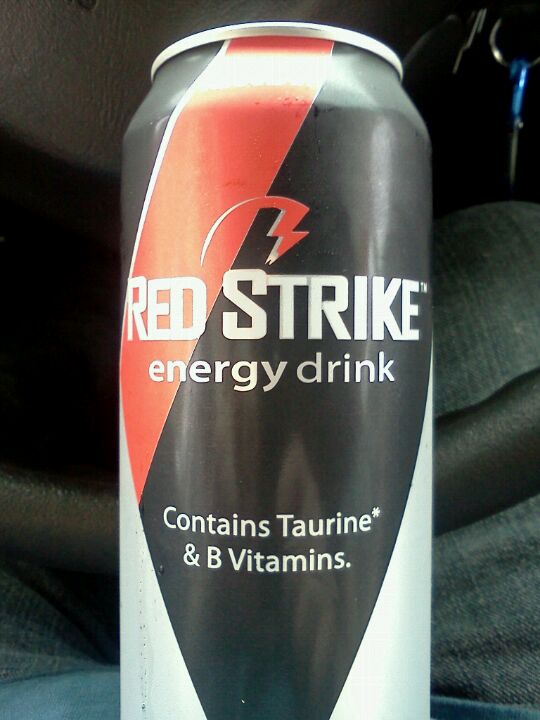 RED STRIKE™
energy drink
Contains Taurine*
& B Vitamins.